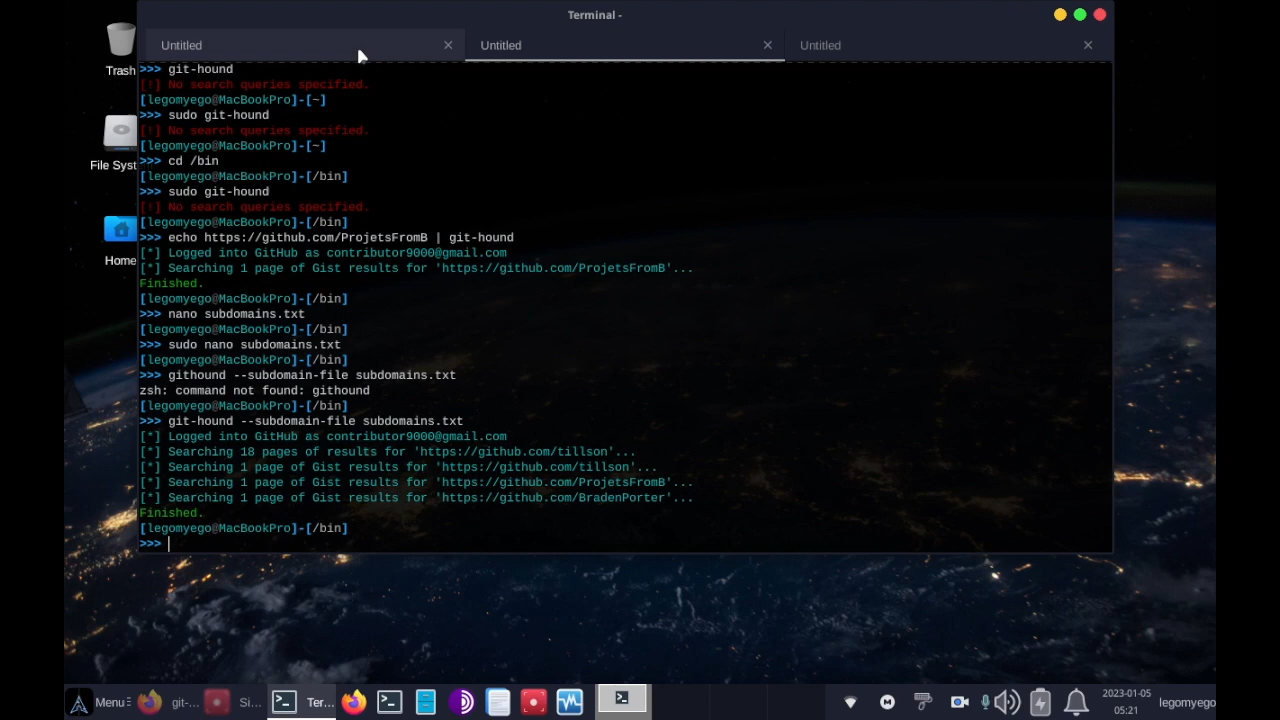 Terminal -
Untitled
Untitled
Untitled
Trash
File Syst
Home
>>> git-hound
[!] No search queries specified.
[legomyego@MacBookPro]-[~]
>>> sudo git-hound
[!] No search queries specified.
[legomyego@MacBookPro]-[~]
>>> cd /bin
[legomyego@MacBookPro]-[/bin]
>>> sudo git-hound
[!] No search queries specified.
[legomyego@MacBookPro]-[/bin]
>>> echo https://github.com/ProjetsFromB | git-hound
[*] Logged into GitHub as contributor9000@gmail.com
[*] Searching 1 page of Gist results for 'https://github.com/ProjetsFromB'...
Finished.
[legomyego@MacBookPro]-[/bin]
>>> nano subdomains.txt
[legomyego@MacBookPro]-[/bin]
>>> sudo nano subdomains.txt
[legomyego@MacBookPro]-[/bin]
>>> githound --subdomain-file subdomains.txt
zsh: command not found: githound
[legomyego@MacBookPro]-[/bin]
>>> git-hound --subdomain-file subdomains.txt
[*] Logged into GitHub as contributor9000@gmail.com
[*] Searching 18 pages of results for 'https://github.com/tillson'...
[*] Searching 1 page of Gist results for 'https://github.com/tillson'...
[*] Searching 1 page of Gist results for 'https://github.com/ProjetsFromB'...
[*] Searching 1 page of Gist results for 'https://github.com/BradenPorter'...
Finished.
[legomyego@MacBookPro]-[/bin]
>>>
Menu
git-...
Si...
Ter...
2023-01-05
05:21
legomyego